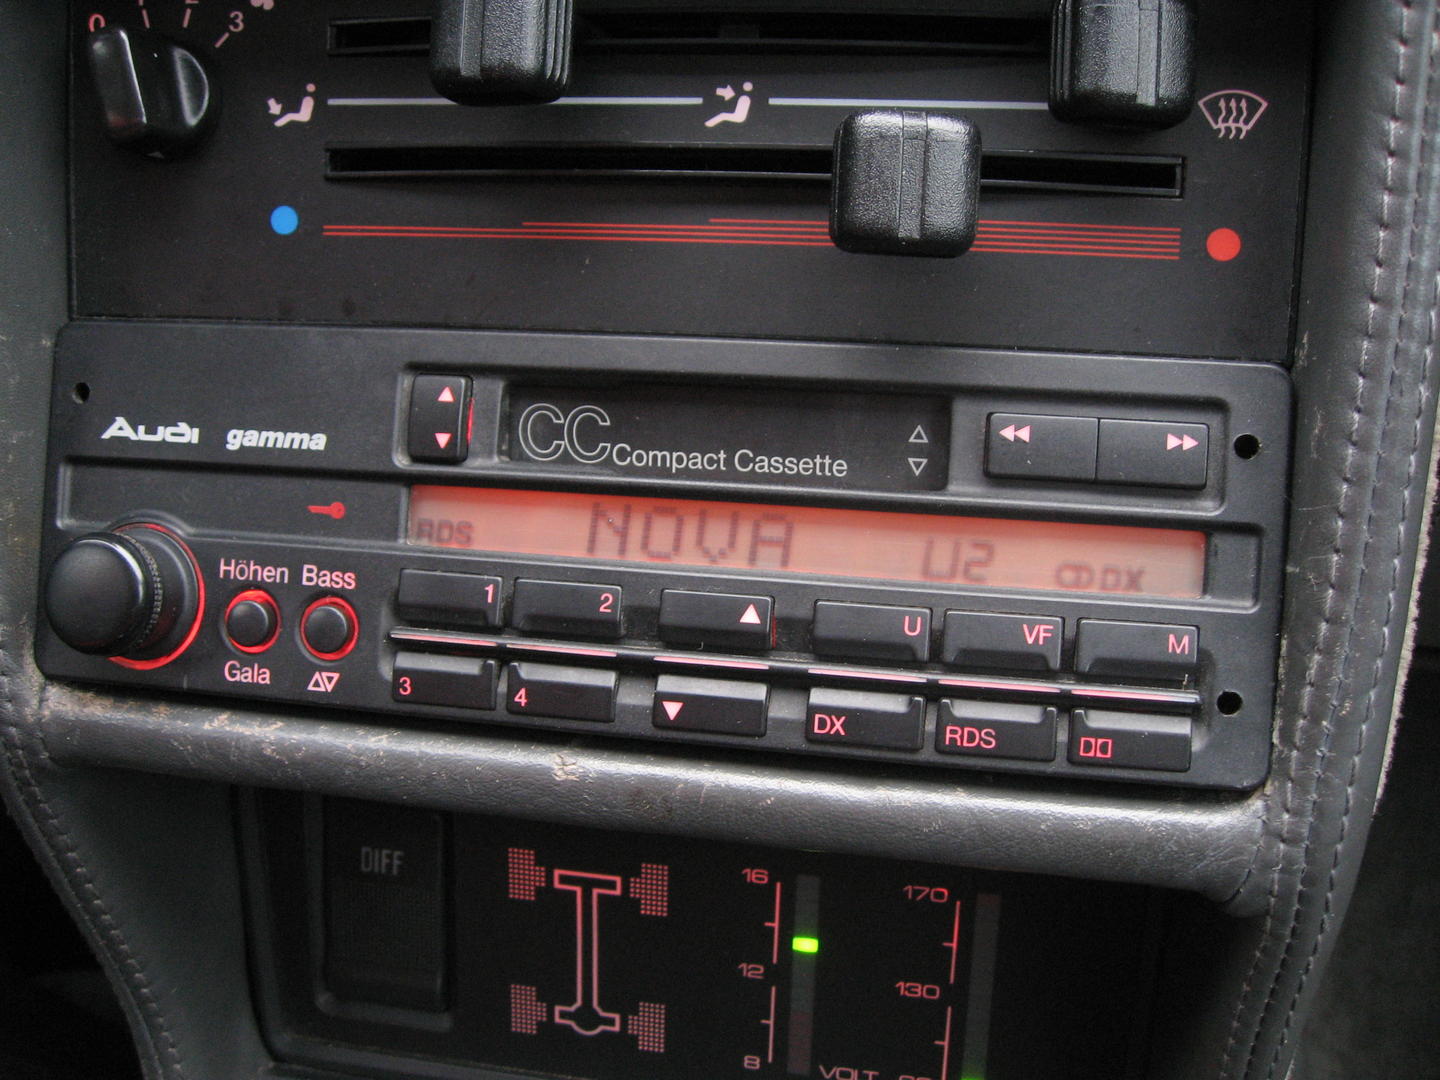 0 1 2 3
Audi gamma
CC Compact Cassette
RDS NOVA U2 DX
Höhen Bass
1 2 U VF M
Gala
3 4 DX RDS
DIFF
16 170
12 130
8 VOLT